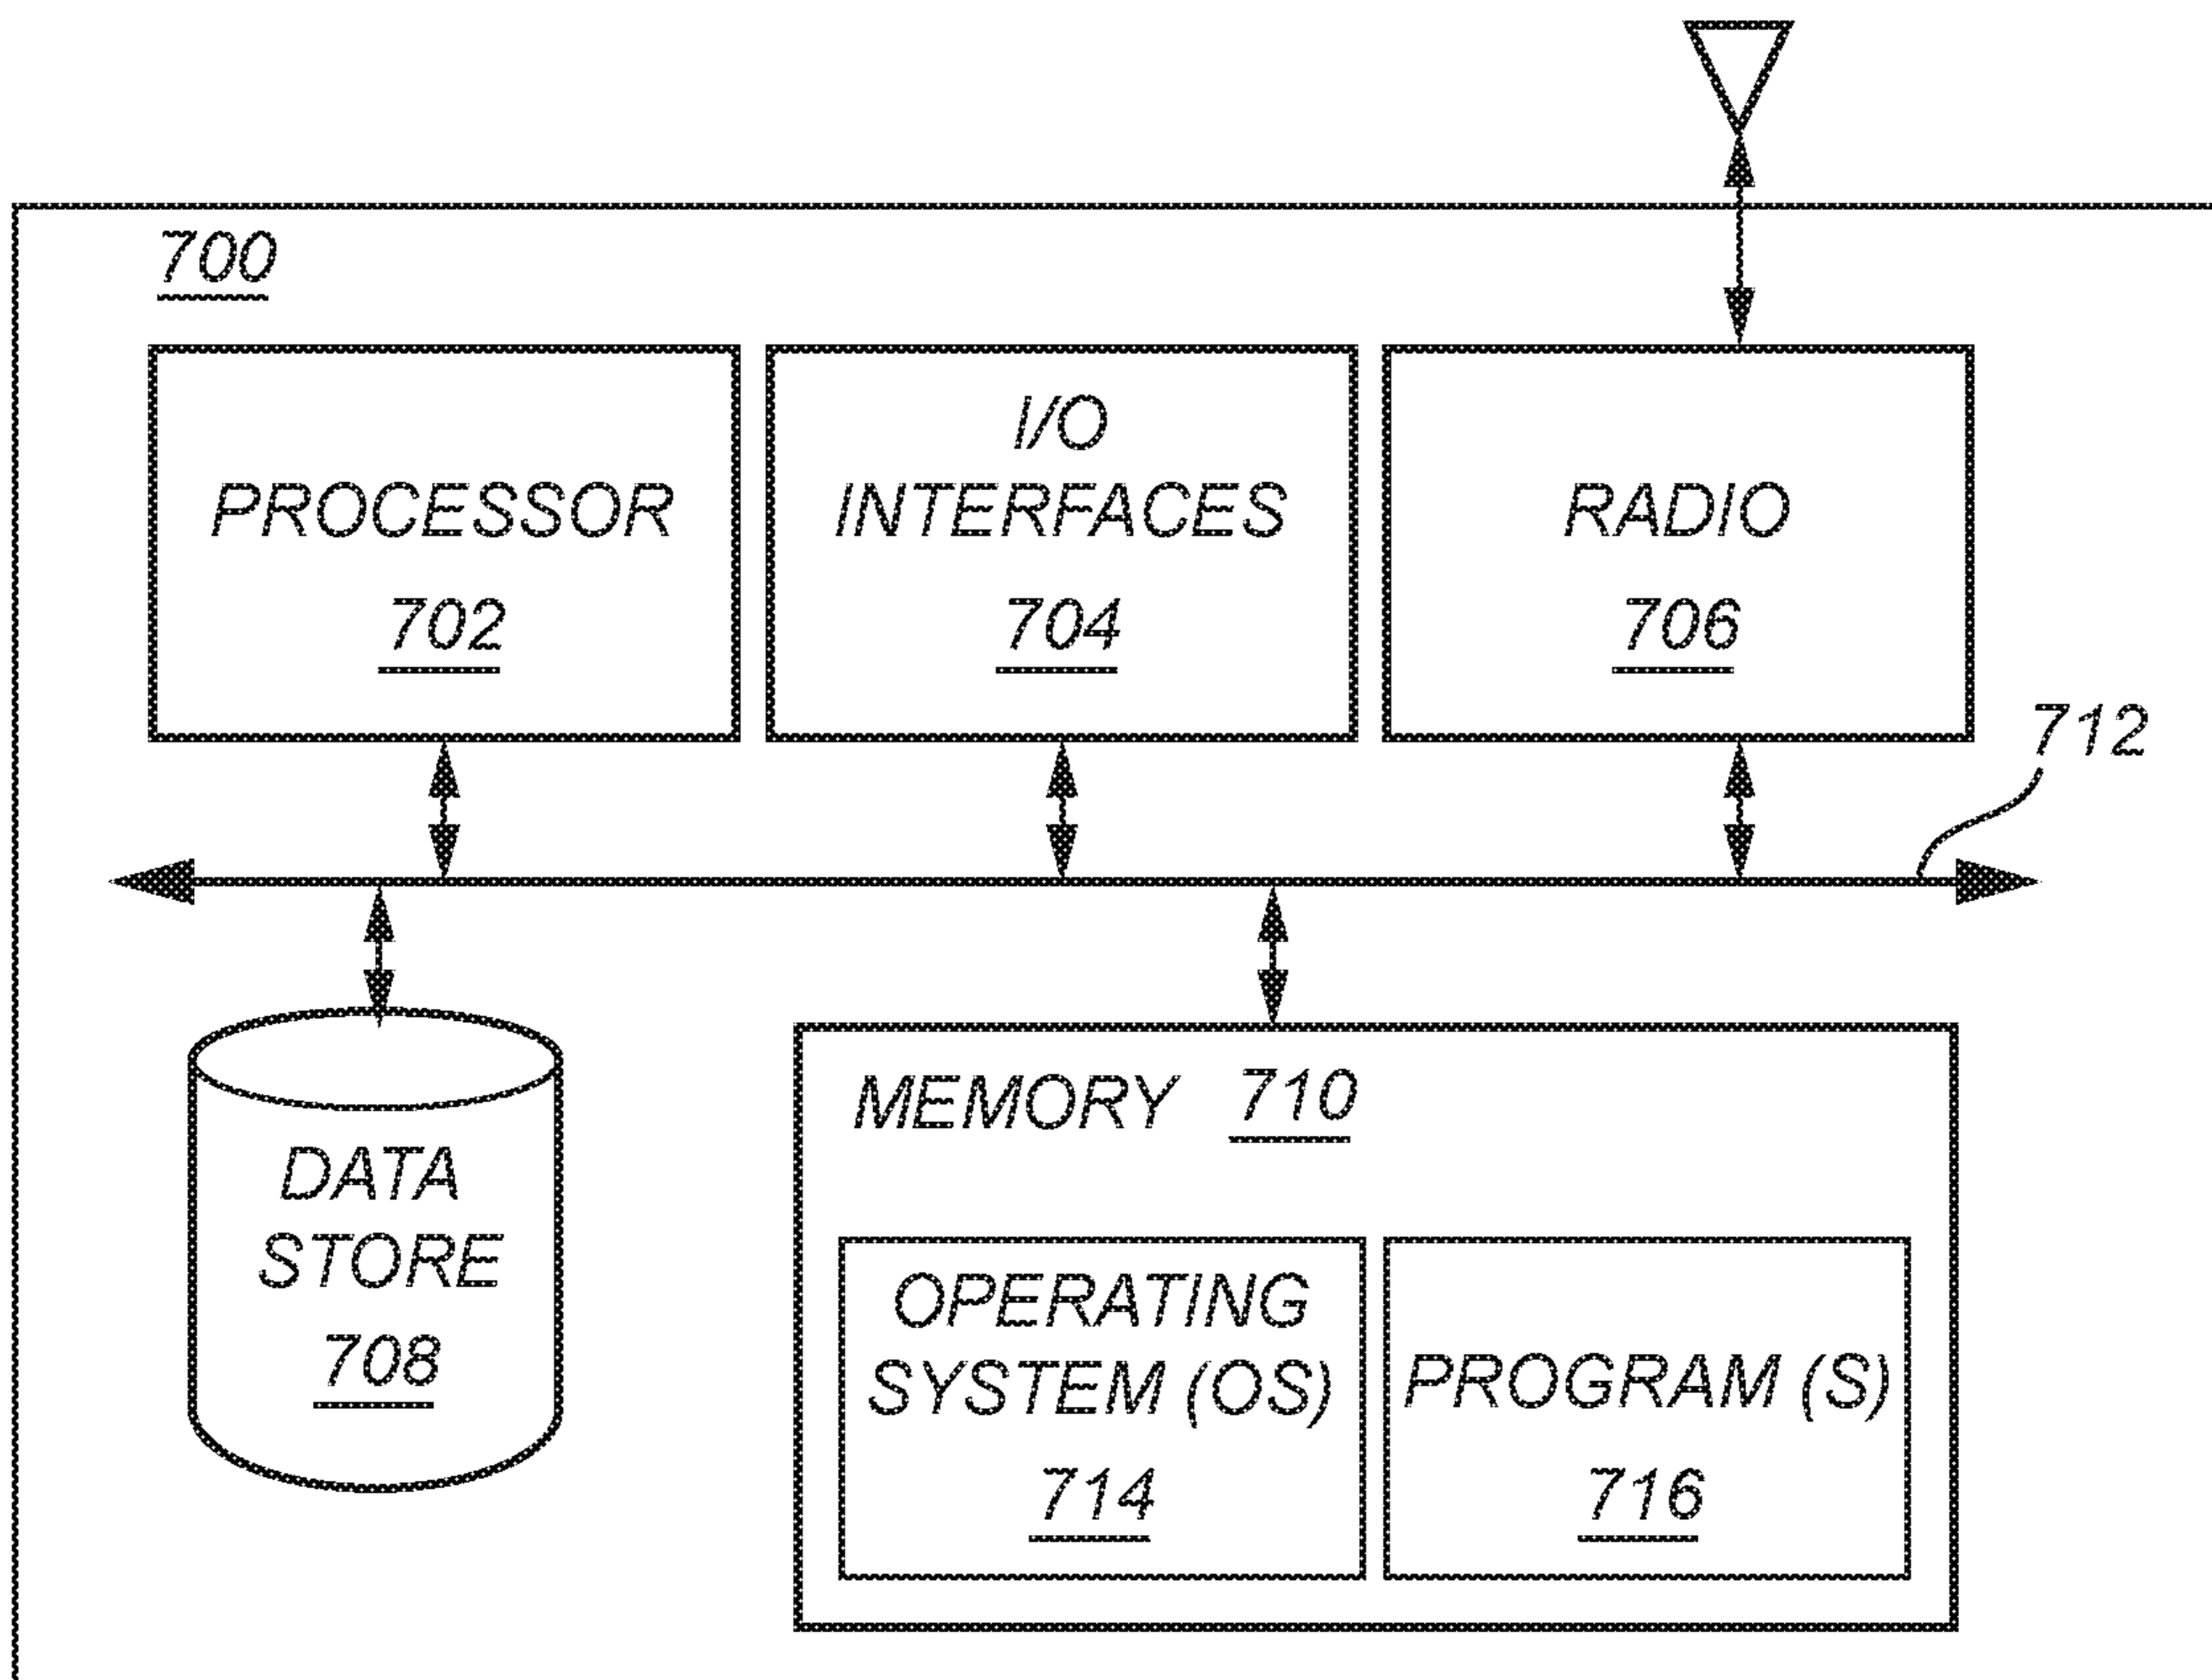 700
PROCESSOR
702
I/O
INTERFACES
704
RADIO
706
712
DATA
STORE
708
MEMORY 710
OPERATING
SYSTEM (OS)
714
PROGRAM (S)
716